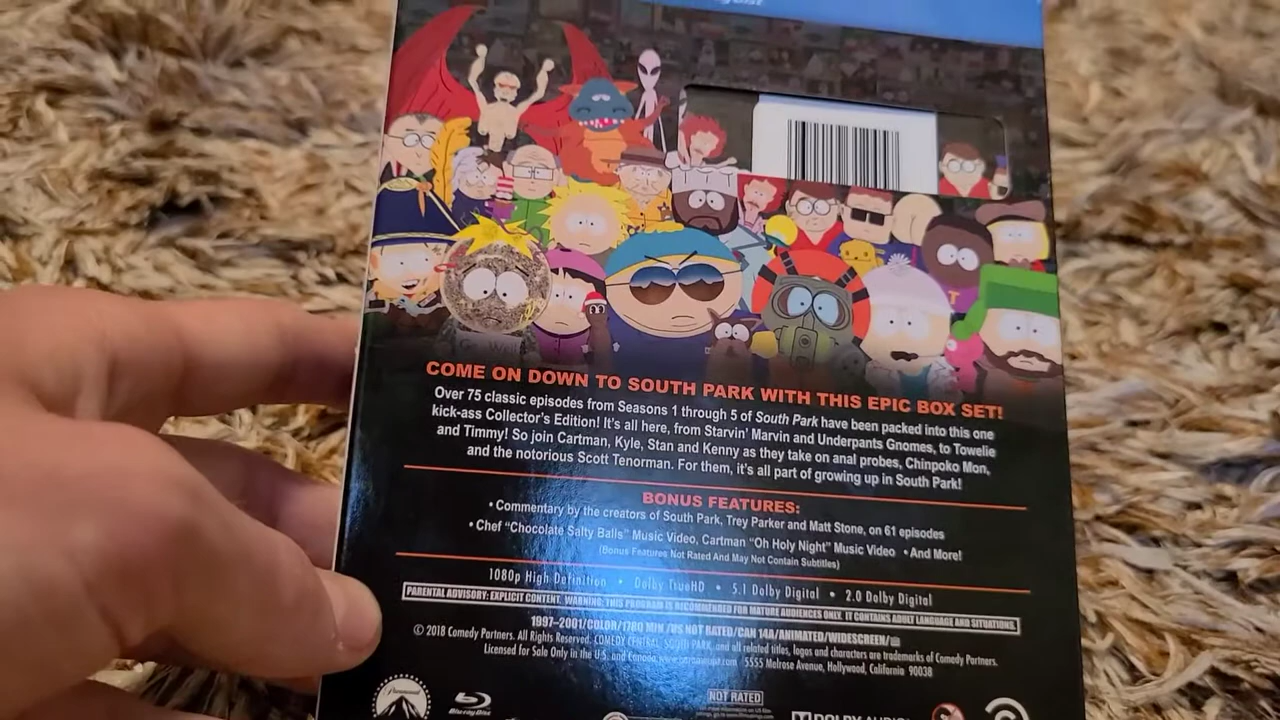 COME ON DOWN TO SOUTH PARK WITH THIS EPIC BOX SET!
Over 75 classic episodes from Seasons 1 through 5 of South Park have been packed into this one
kick-ass Collector's Edition! It's all here, from Starvin' Marvin and Underpants Gnomes, to Towelie
and Timmy! So join Cartman, Kyle, Stan and Kenny as they take on anal probes, Chinpoko Mon,
and the notorious Scott Tenorman. For them, it's all part of growing up in South Park!
BONUS FEATURES:
• Commentary by the creators of South Park, Trey Parker and Matt Stone, on 61 episodes
• Chef "Chocolate Salty Balls" Music Video, Cartman "Oh Holy Night" Music Video • And More!
(Bonus Features Not Rated And May Not Contain Subtitles)
1080p High Definition • Dolby TrueHD • 5.1 Dolby Digital • 2.0 Dolby Digital
PARENTAL ADVISORY: EXPLICIT CONTENT. WARNING: THIS PROGRAM IS RECOMMENDED FOR MATURE AUDIENCES ONLY. IT CONTAINS ADULT LANGUAGE AND SITUATIONS.
1997–2001/COLOR/1780 MIN /US NOT RATED/CAN 14A/ANIMATED/WIDESCREEN/
© 2018 Comedy Partners. All Rights Reserved. COMEDY CENTRAL, SOUTH PARK, and all related titles, logos and characters are trademarks of Comedy Partners.
Licensed for Sale Only in the U.S. and Canada. 5555 Melrose Avenue, Hollywood, California 90038
Paramount
Blu-ray Disc
NOT RATED
DOLBY AUDIO
T